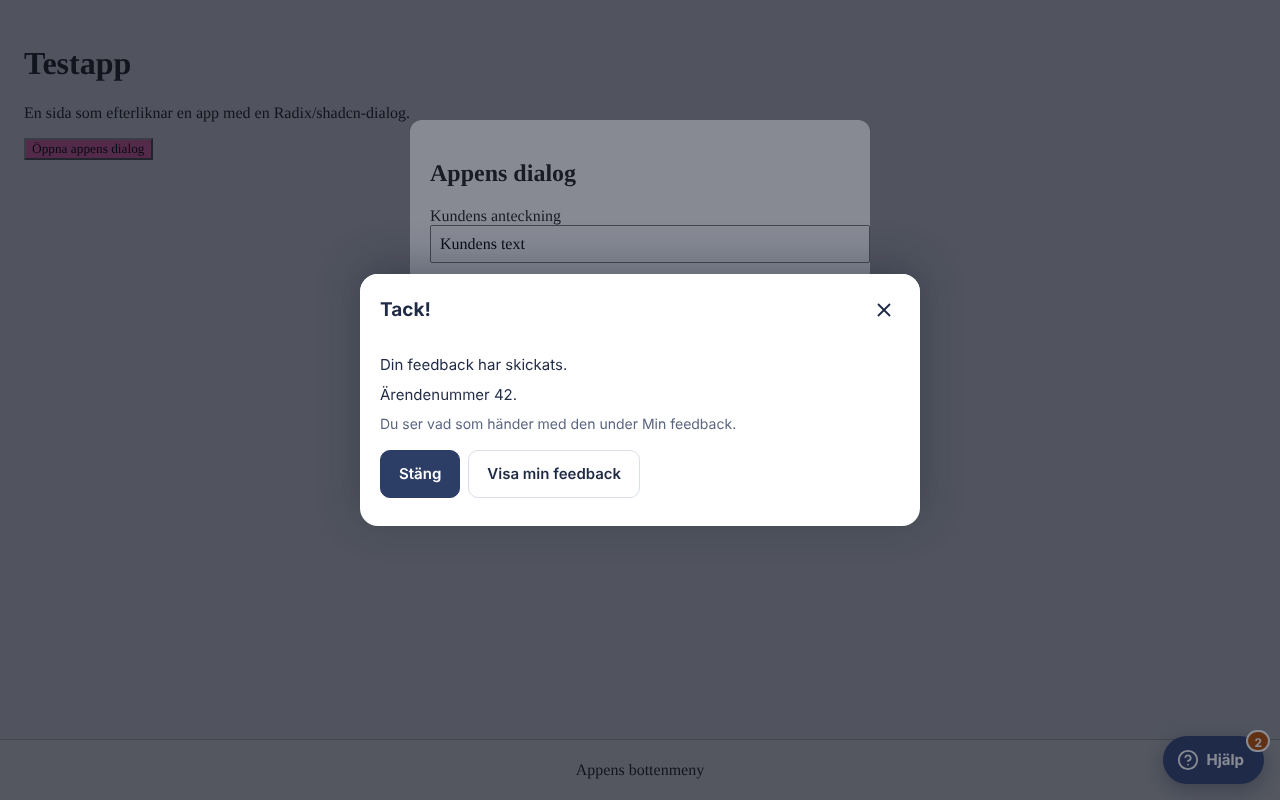 Testapp
En sida som efterliknar en app med en Radix/shadcn-dialog.
Öppna appens dialog
Appens dialog
Kundens anteckning
Kundens text
Tack!
Din feedback har skickats.
Ärendenummer 42.
Du ser vad som händer med den under Min feedback.
Stäng
Visa min feedback
Appens bottenmeny
Hjälp
2